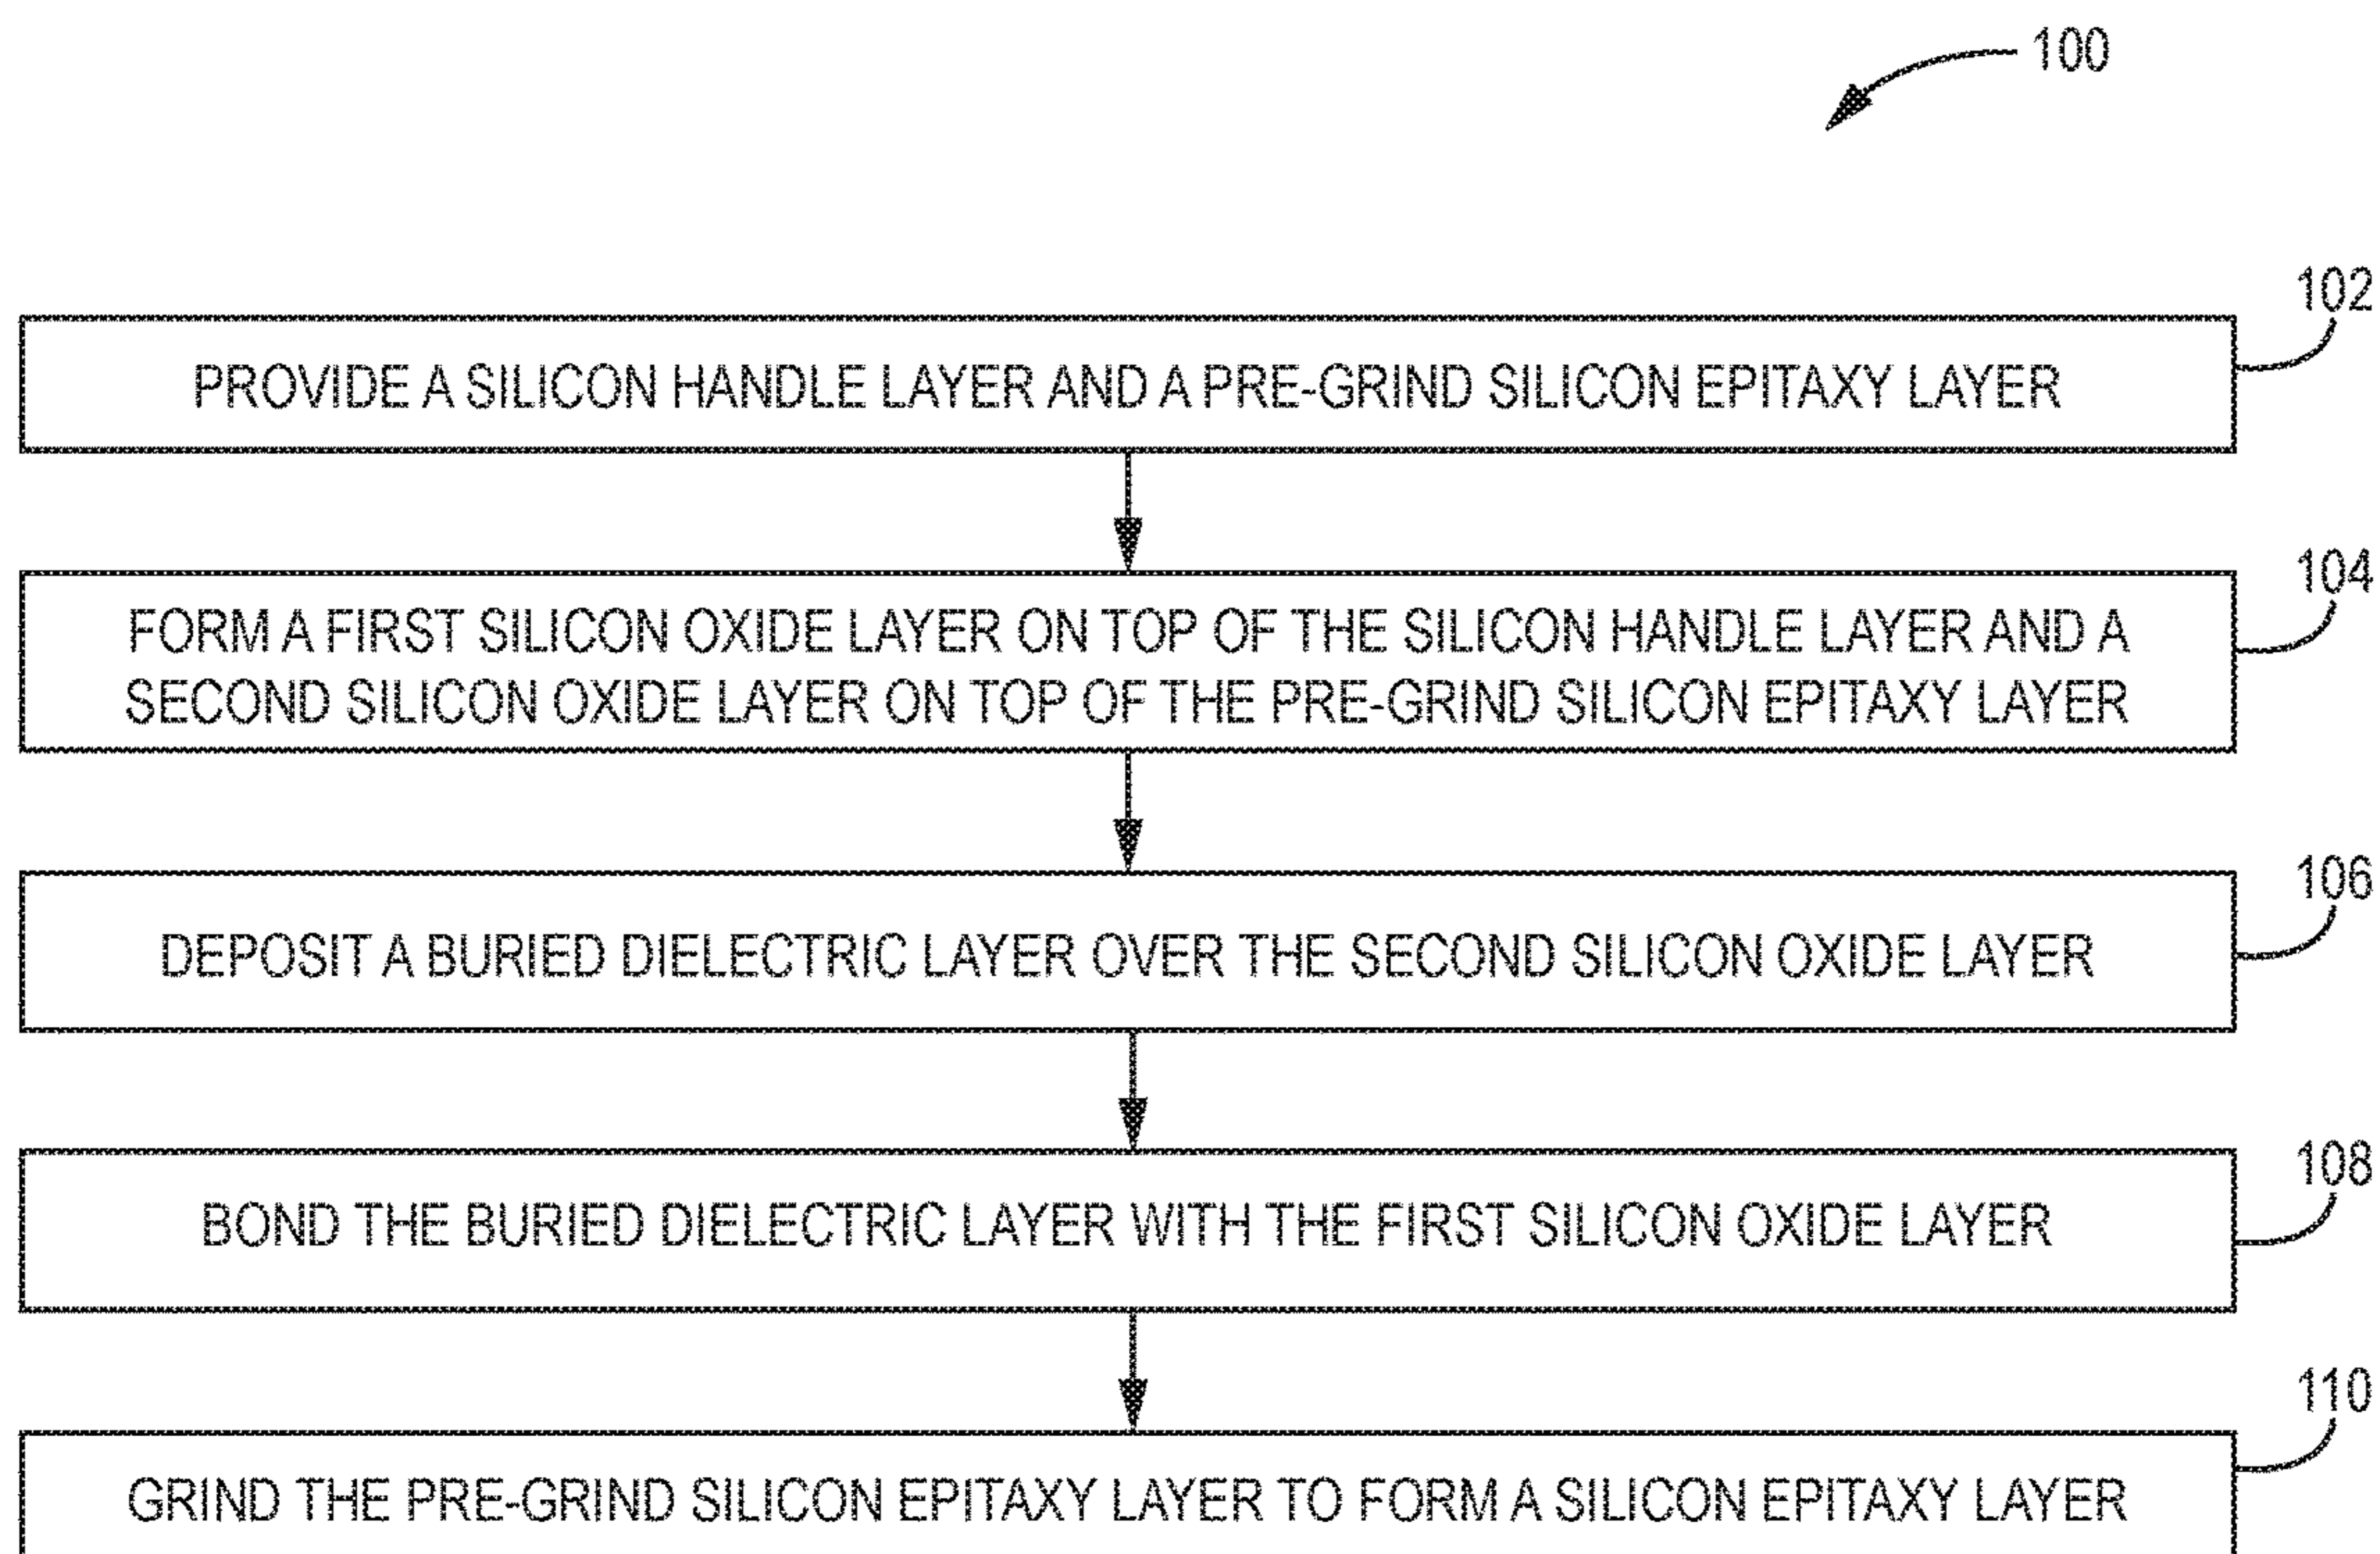 100
102
PROVIDE A SILICON HANDLE LAYER AND A PRE-GRIND SILICON EPITAXY LAYER
104
FORM A FIRST SILICON OXIDE LAYER ON TOP OF THE SILICON HANDLE LAYER AND A
SECOND SILICON OXIDE LAYER ON TOP OF THE PRE-GRIND SILICON EPITAXY LAYER
106
DEPOSIT A BURIED DIELECTRIC LAYER OVER THE SECOND SILICON OXIDE LAYER
108
BOND THE BURIED DIELECTRIC LAYER WITH THE FIRST SILICON OXIDE LAYER
110
GRIND THE PRE-GRIND SILICON EPITAXY LAYER TO FORM A SILICON EPITAXY LAYER